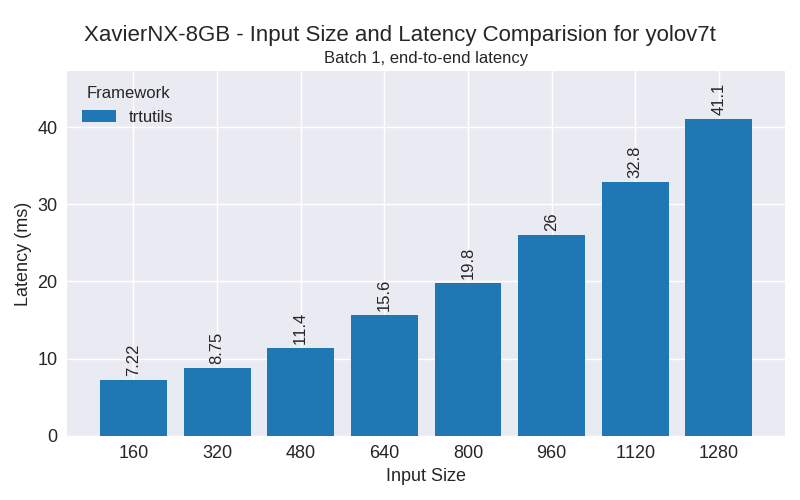 XavierNX-8GB - Input Size and Latency Comparision for yolov7t
Batch 1, end-to-end latency
Framework
trtutils
Latency (ms)
40
30
20
10
0
7.22
8.75
11.4
15.6
19.8
26
32.8
41.1
160 320 480 640 800 960 1120 1280
Input Size